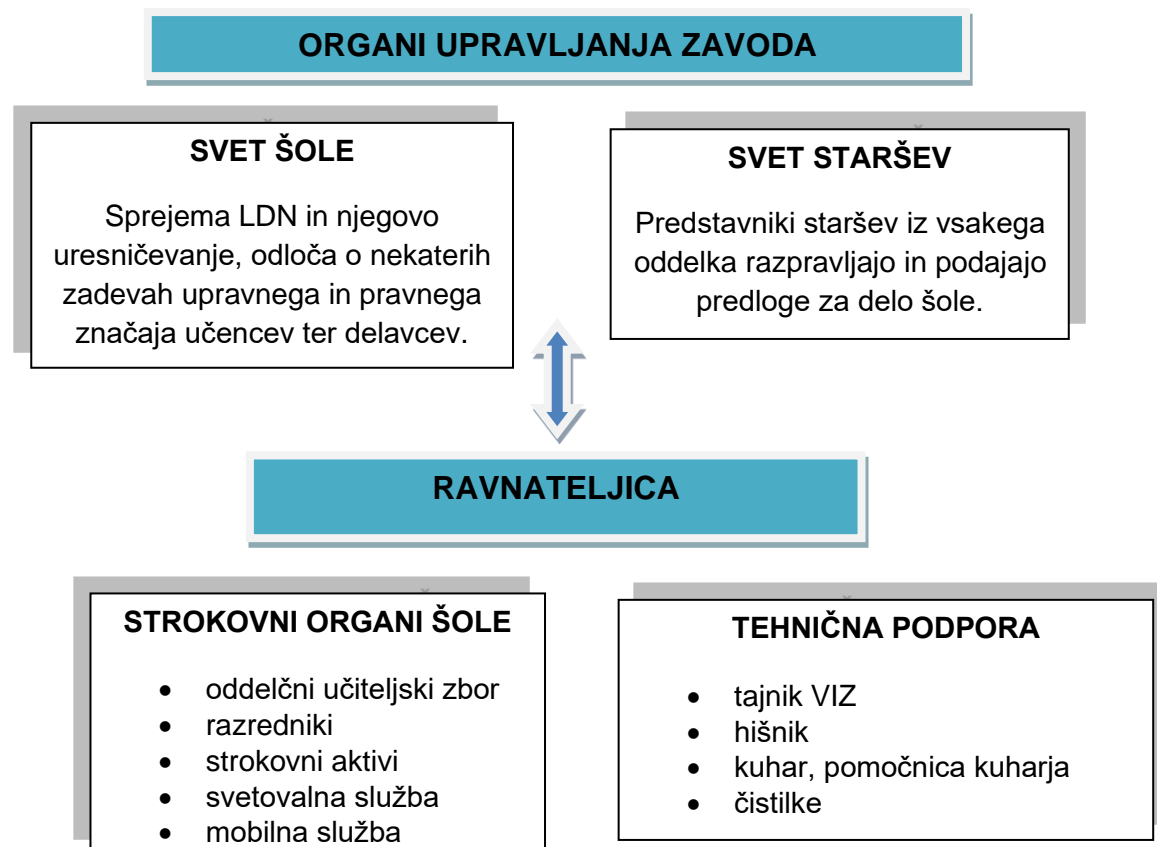 ORGANI UPRAVLJANJA ZAVODA
SVET ŠOLE
Sprejema LDN in njegovo
uresničevanje, odloča o nekaterih
zadevah upravnega in pravnega
značaja učencev ter delavcev.
SVET STARŠEV
Predstavniki staršev iz vsakega
oddelka razpravljajo in podajajo
predloge za delo šole.
RAVNATELJICA
STROKOVNI ORGANI ŠOLE
• oddelčni učiteljski zbor
• razredniki
• strokovni aktivi
• svetovalna služba
• mobilna služba
TEHNIČNA PODPORA
• tajnik VIZ
• hišnik
• kuhar, pomočnica kuharja
• čistilke